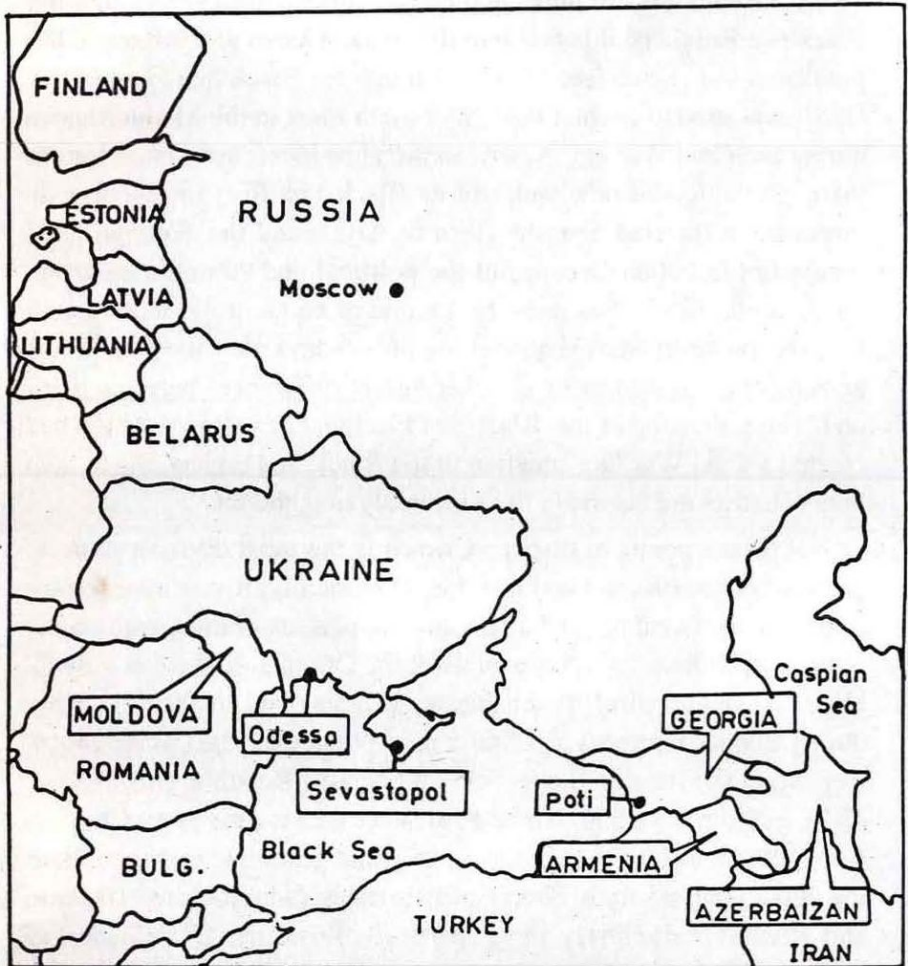 FINLAND
ESTONIA
RUSSIA
Moscow
LATVIA
LITHUANIA
BELARUS
UKRAINE
Caspian
Sea
MOLDOVA
GEORGIA
Odessa
ROMANIA
Sevastopol
Poti
Black Sea
ARMENIA
BULG.
AZERBAIZAN
TURKEY
IRAN